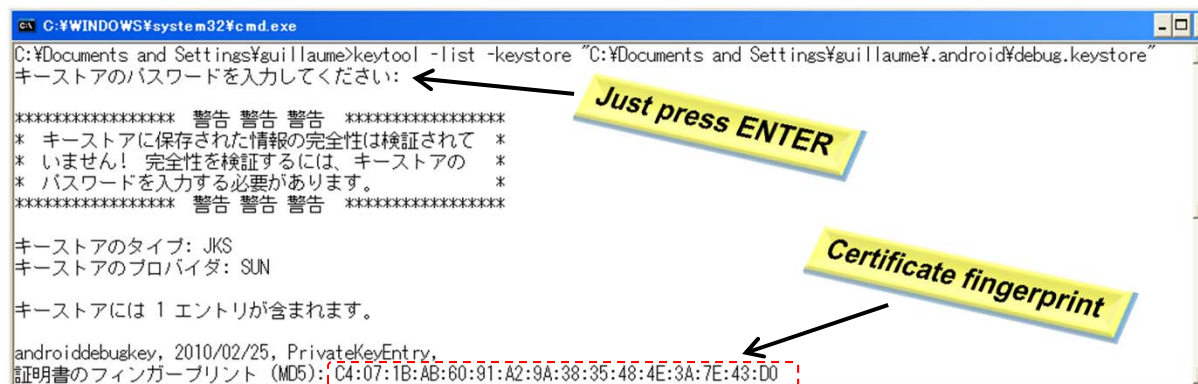 C:¥WINDOWS¥system32¥cmd.exe
C:¥Documents and Settings¥guillaume>keytool -list -keystore "C:¥Documents and Settings¥guillaume¥.android¥debug.keystore"
キーストアのパスワードを入力してください:
Just press ENTER
***************** 警告 警告 警告 *****************
* キーストアに保存された情報の完全性は検証されて *
* いません! 完全性を検証するには、キーストアの *
* パスワードを入力する必要があります。 *
***************** 警告 警告 警告 *****************
キーストアのタイプ: JKS
キーストアのプロバイダ: SUN
Certificate fingerprint
キーストアには 1 エントリが含まれます。
androiddebugkey, 2010/02/25, PrivateKeyEntry,
証明書のフィンガープリント (MD5): C4:07:1B:AB:60:91:A2:9A:38:35:48:4E:3A:7E:43:D0